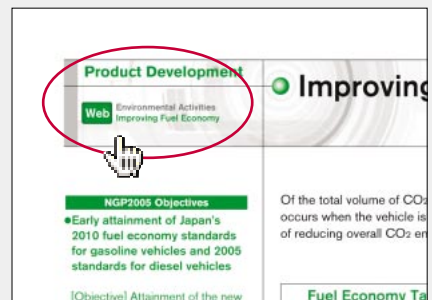 Product Development
Web
Environmental Activities
Improving Fuel Economy
Improving
NGP2005 Objectives
●Early attainment of Japan's
2010 fuel economy standards
for gasoline vehicles and 2005
standards for diesel vehicles
[Objective] Attainment of the new
Of the total volume of CO2
occurs when the vehicle is
of reducing overall CO2 em
Fuel Economy Ta